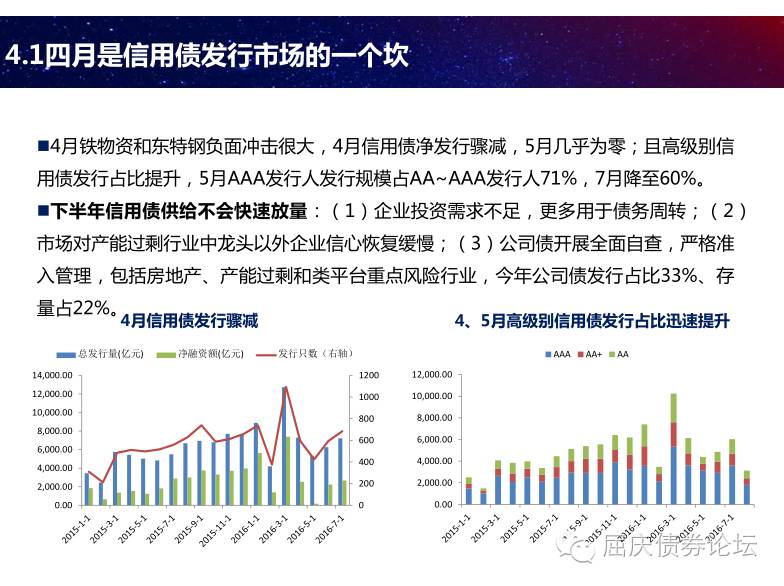 4.1四月是信用债发行市场的一个坎
■4月铁物资和东特钢负面冲击很大，4月信用债净发行骤减，5月几乎为零；且高级别信
用债发行占比提升，5月AAA发行人发行规模占AA~AAA发行人71%，7月降至60%。
■下半年信用债供给不会快速放量：（1）企业投资需求不足，更多用于债务周转；（2）
市场对产能过剩行业中龙头以外企业信心恢复缓慢；（3）公司债开展全面自查，严格准
入管理，包括房地产、产能过剩和类平台重点风险行业，今年公司债发行占比33%、存
量占22%。
4月信用债发行骤减
总发行量(亿元) 净融资额(亿元) 发行只数（右轴）
14,000.00 1200
12,000.00 1000
10,000.00 800
8,000.00
6,000.00 600
4,000.00 400
2,000.00 200
0.00 0
2015-1-1 2015-3-1 2015-5-1 2015-7-1 2015-9-1 2015-11-1 2016-1-1 2016-3-1 2016-5-1 2016-7-1
4、5月高级别信用债发行占比迅速提升
AAA AA+ AA
12,000.00
10,000.00
8,000.00
6,000.00
4,000.00
2,000.00
0.00
2015-1-1 2015-3-1 2015-5-1 2015-7-1 2015-9-1 2015-11-1 2016-1-1 2016-3-1 2016-5-1 2016-7-1
屈庆债券论坛